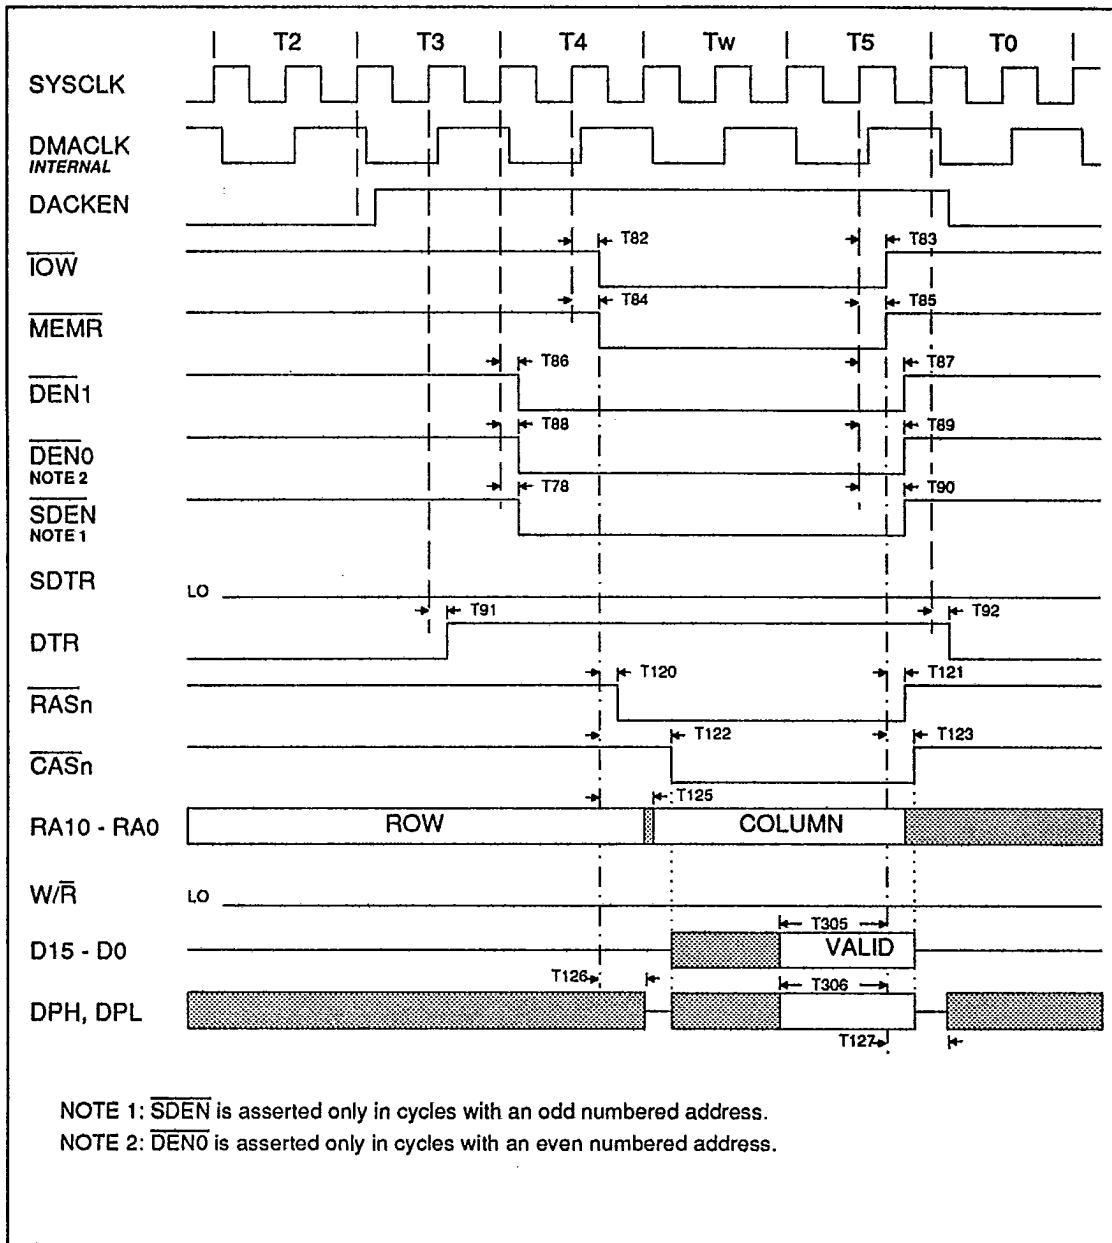 T2 T3 T4 Tw T5 T0
SYSCLK
DMACLK
INTERNAL
DACKEN
T82 T83
IOW
T84 T85
MEMR
T86 T87
DEN1
T88 T89
DEN0
NOTE 2
T78 T90
SDEN
NOTE 1
SDTR
LO
T91 T92
DTR
T120 T121
RASn
T122 T123
CASn
T125
RA10 - RA0 ROW COLUMN
W/R LO
T305
D15 - D0 VALID
T126 T306
DPH, DPL
T127
NOTE 1: SDEN is asserted only in cycles with an odd numbered address.
NOTE 2: DEN0 is asserted only in cycles with an even numbered address.